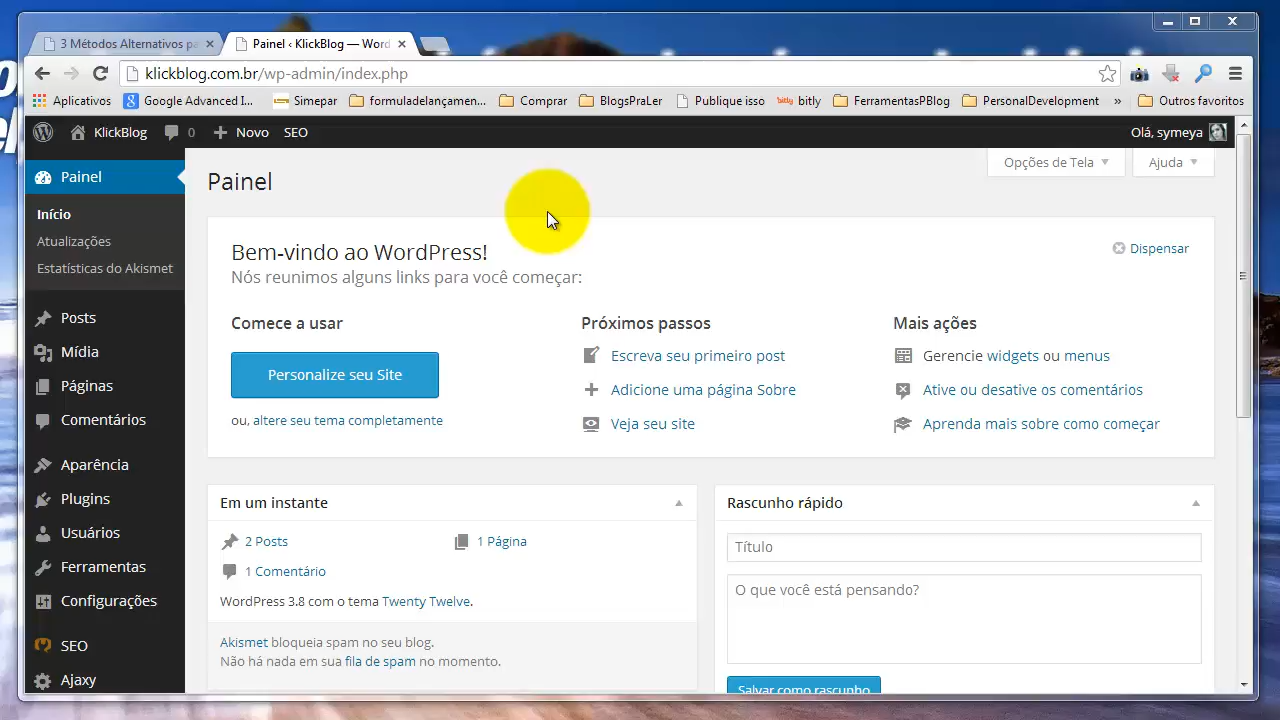 3 Métodos Alternativos pa
Painel ‹ KlickBlog — Word
klickblog.com.br/wp-admin/index.php
Aplicativos
Google Advanced I...
Simepar
formuladelançame...
Comprar
BlogsPraLer
Publiquesso
bitly bitly
FerramentasPBlog
PersonalDevelopment
»
Outros favoritos
KlickBlog
0
Novo
SEO
Olá, symeya
Opções de Tela
Ajuda
Painel
Início
Atualizações
Estatísticas do Akismet
Posts
Mídia
Páginas
Comentários
Aparência
Plugins
Usuários
Ferramentas
Configurações
SEO
Ajaxy
Painel
Bem-vindo ao WordPress!
Nós reunimos alguns links para você começar:
Dispensar
Comece a usar
Personalize seu Site
ou, altere seu tema completamente
Próximos passos
Escreva seu primeiro post
Adicione uma página Sobre
Veja seu site
Mais ações
Gerencie widgets ou menus
Ative ou desative os comentários
Aprenda mais sobre como começar
Em um instante
2 Posts
1 Página
1 Comentário
WordPress 3.8 com o tema Twenty Twelve.
Akismet bloqueia spam no seu blog.
Não há nada em sua fila de spam no momento.
Rascunho rápido
Título
O que você está pensando?
Salvar como rascunho